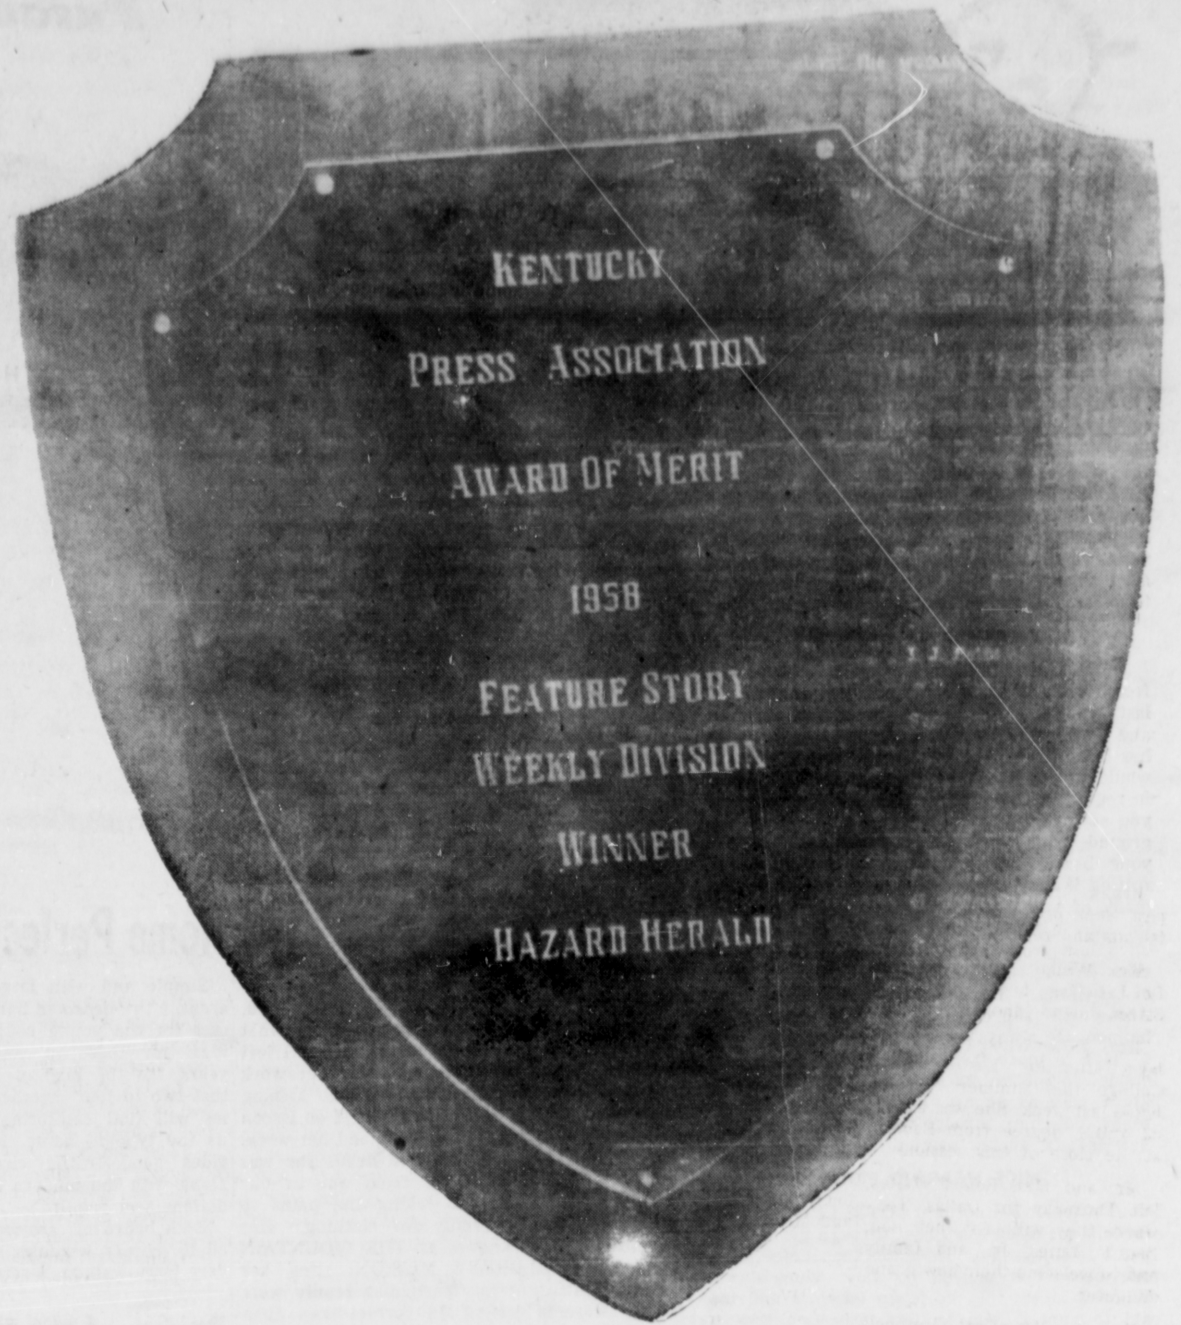 KENTUCKY
PRESS ASSOCIATION
AWARD OF MERIT
1958
FEATURE STORY
WEEKLY DIVISION
WINNER
HAZARD HERALD